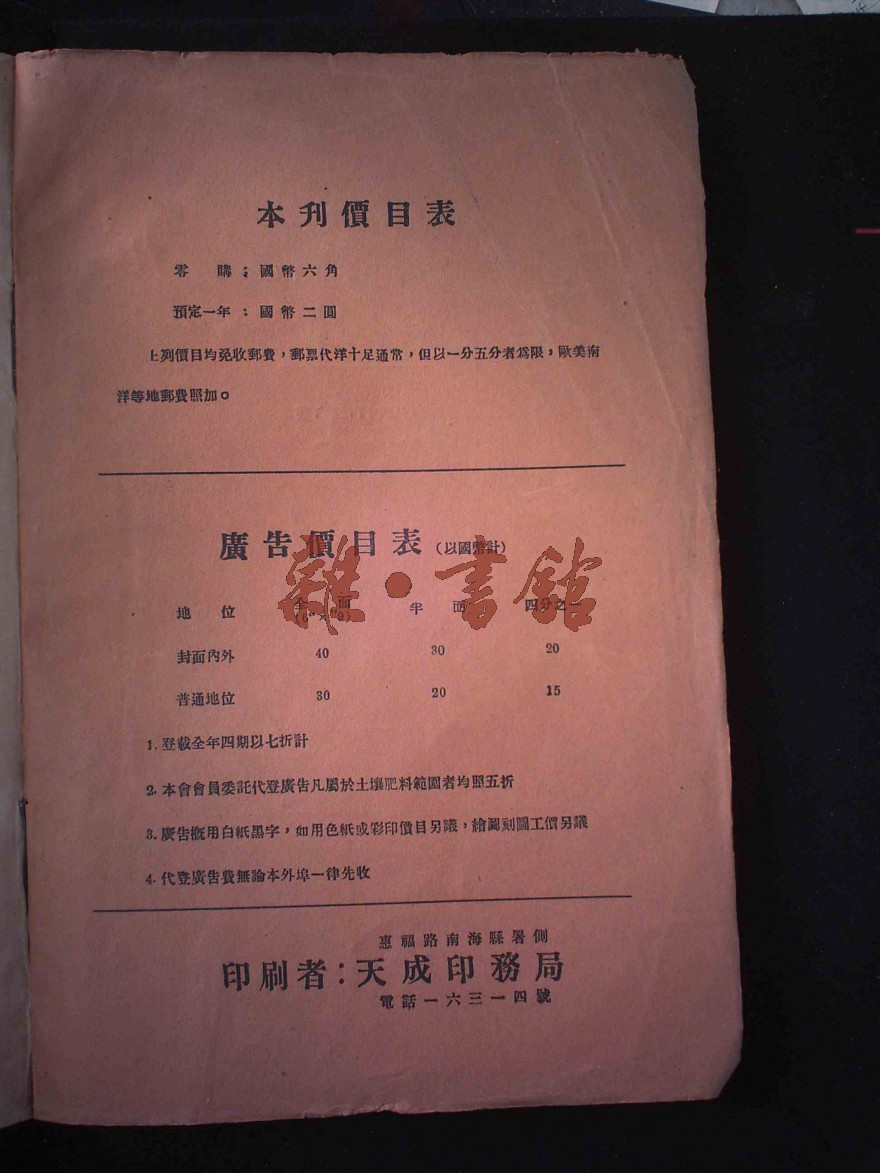 本刋價目表
零購：國幣六角
預定一年：國幣二圓
上列價目均免收郵費，郵票代洋十足通常，但以一分五分者爲限，歐美南
洋等地郵費照加。
廣告價目表（以國幣計）
地位 全面 半面 四分之一
封面內外 40 30 20
普通地位 30 20 15
1. 登載全年四期以七折計
2. 本會會員委託代登廣告凡屬於土壤肥料範圍者均照五折
3. 廣告概用白紙黑字，如用色紙或彩印價目另議，繪圖刻圖工價另議
4. 代登廣告費無論本外埠一律先收
惠福路南海縣署側
印刷者：天成印務局
電話一六三一四號
雜·書館